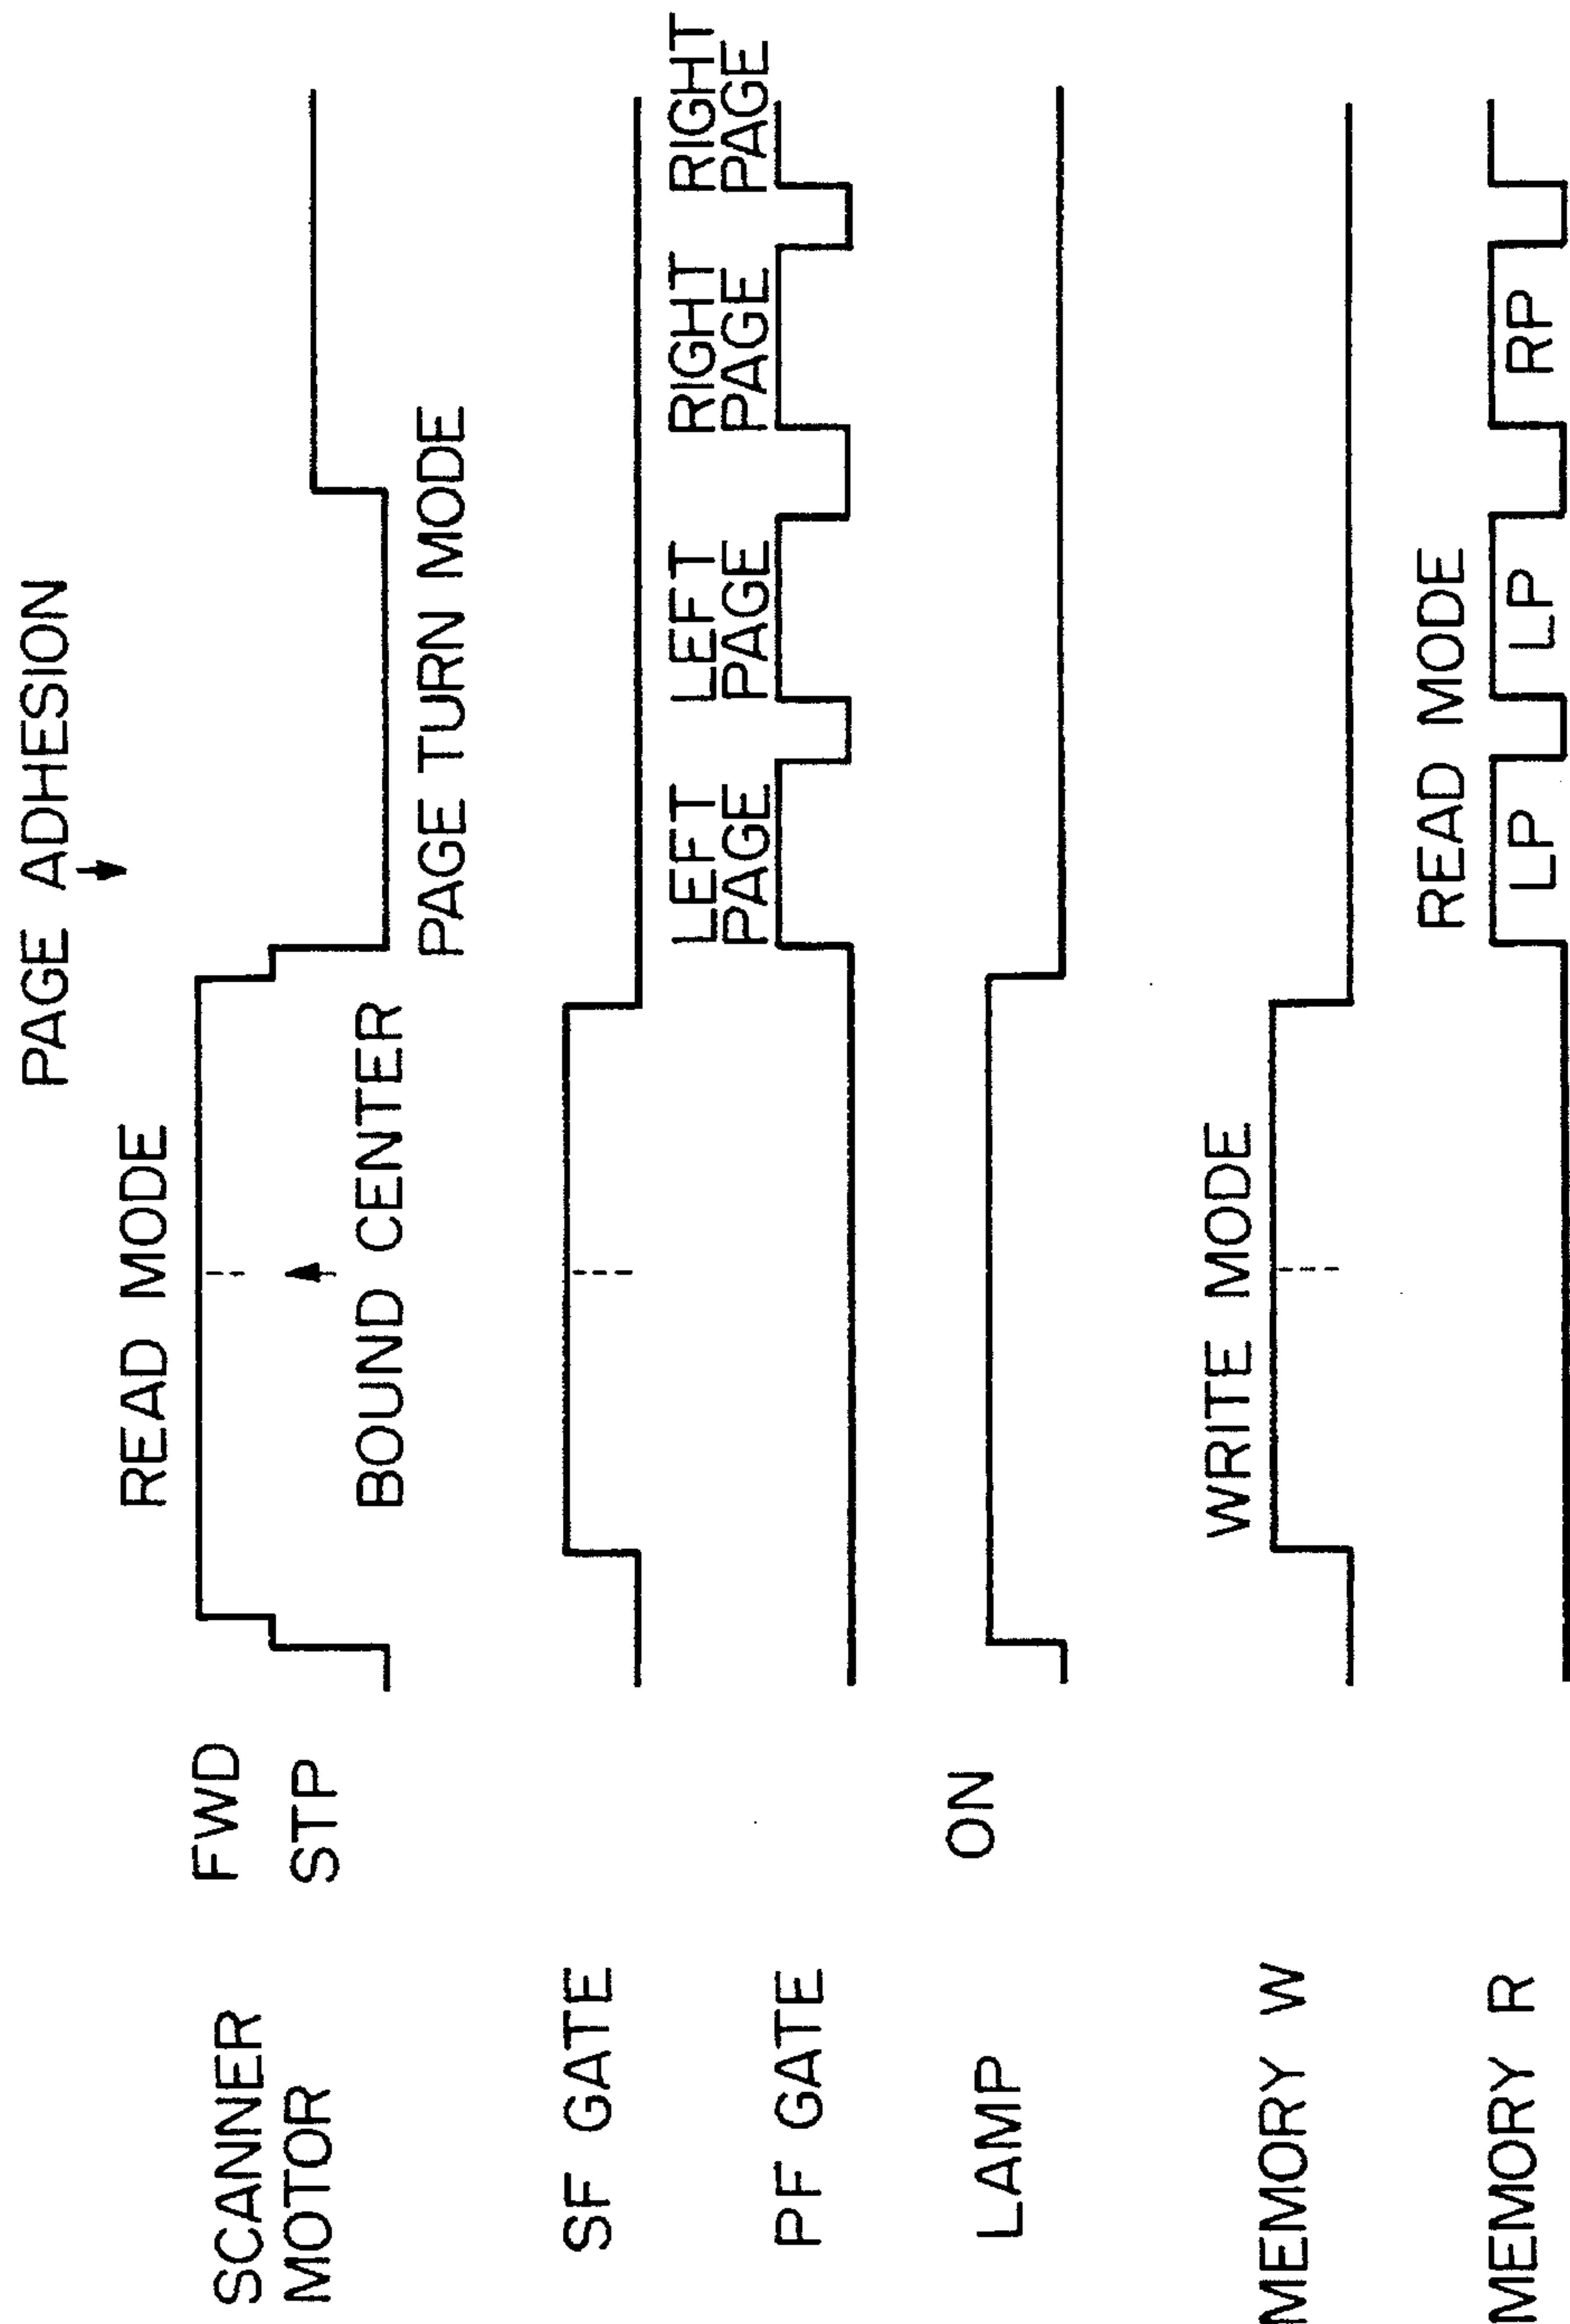 PAGE ADHESION
READ MODE
SCANNER
MOTOR
FWD
STP
BOUND CENTER
PAGE TURN MODE
SF GATE
LEFT
PAGE
LEFT
PAGE
RIGHT
PAGE
RIGHT
PAGE
PF GATE
ON
LAMP
WRITE MODE
MEMORY W
READ MODE
MEMORY R
LP
LP
RP